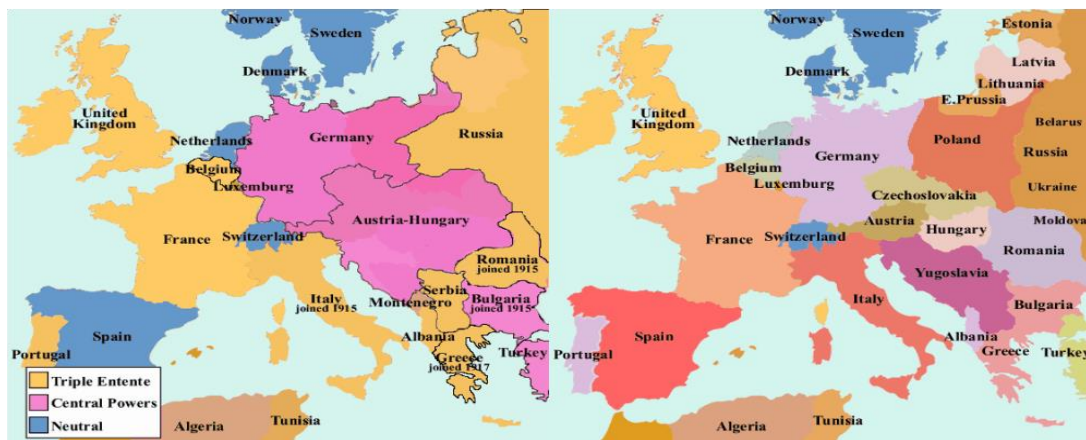 Norway
Sweden
Denmark
United
Kingdom
Netherlands
Germany
Russia
Belgium
Luxemburg
Austria-Hungary
France
Switzerland
Romania
joined 1915
Serbia
Italy
joined 1915
Montenegro
Bulgaria
joined 1915
Spain
Albania
Portugal
Greece
joined 1917
Turkey
Triple Entente
Central Powers
Neutral
Algeria
Tunisia
Norway
Sweden
Estonia
Latvia
Denmark
Lithuania
United
Kingdom
E.Prussia
Belarus
Netherlands
Poland
Germany
Russia
Belgium
Luxemburg
Czechoslovakia
Ukraine
Austria
Moldova
France
Switzerland
Hungary
Romania
Yugoslavia
Italy
Bulgaria
Spain
Albania
Portugal
Greece
Turkey
Algeria
Tunisia